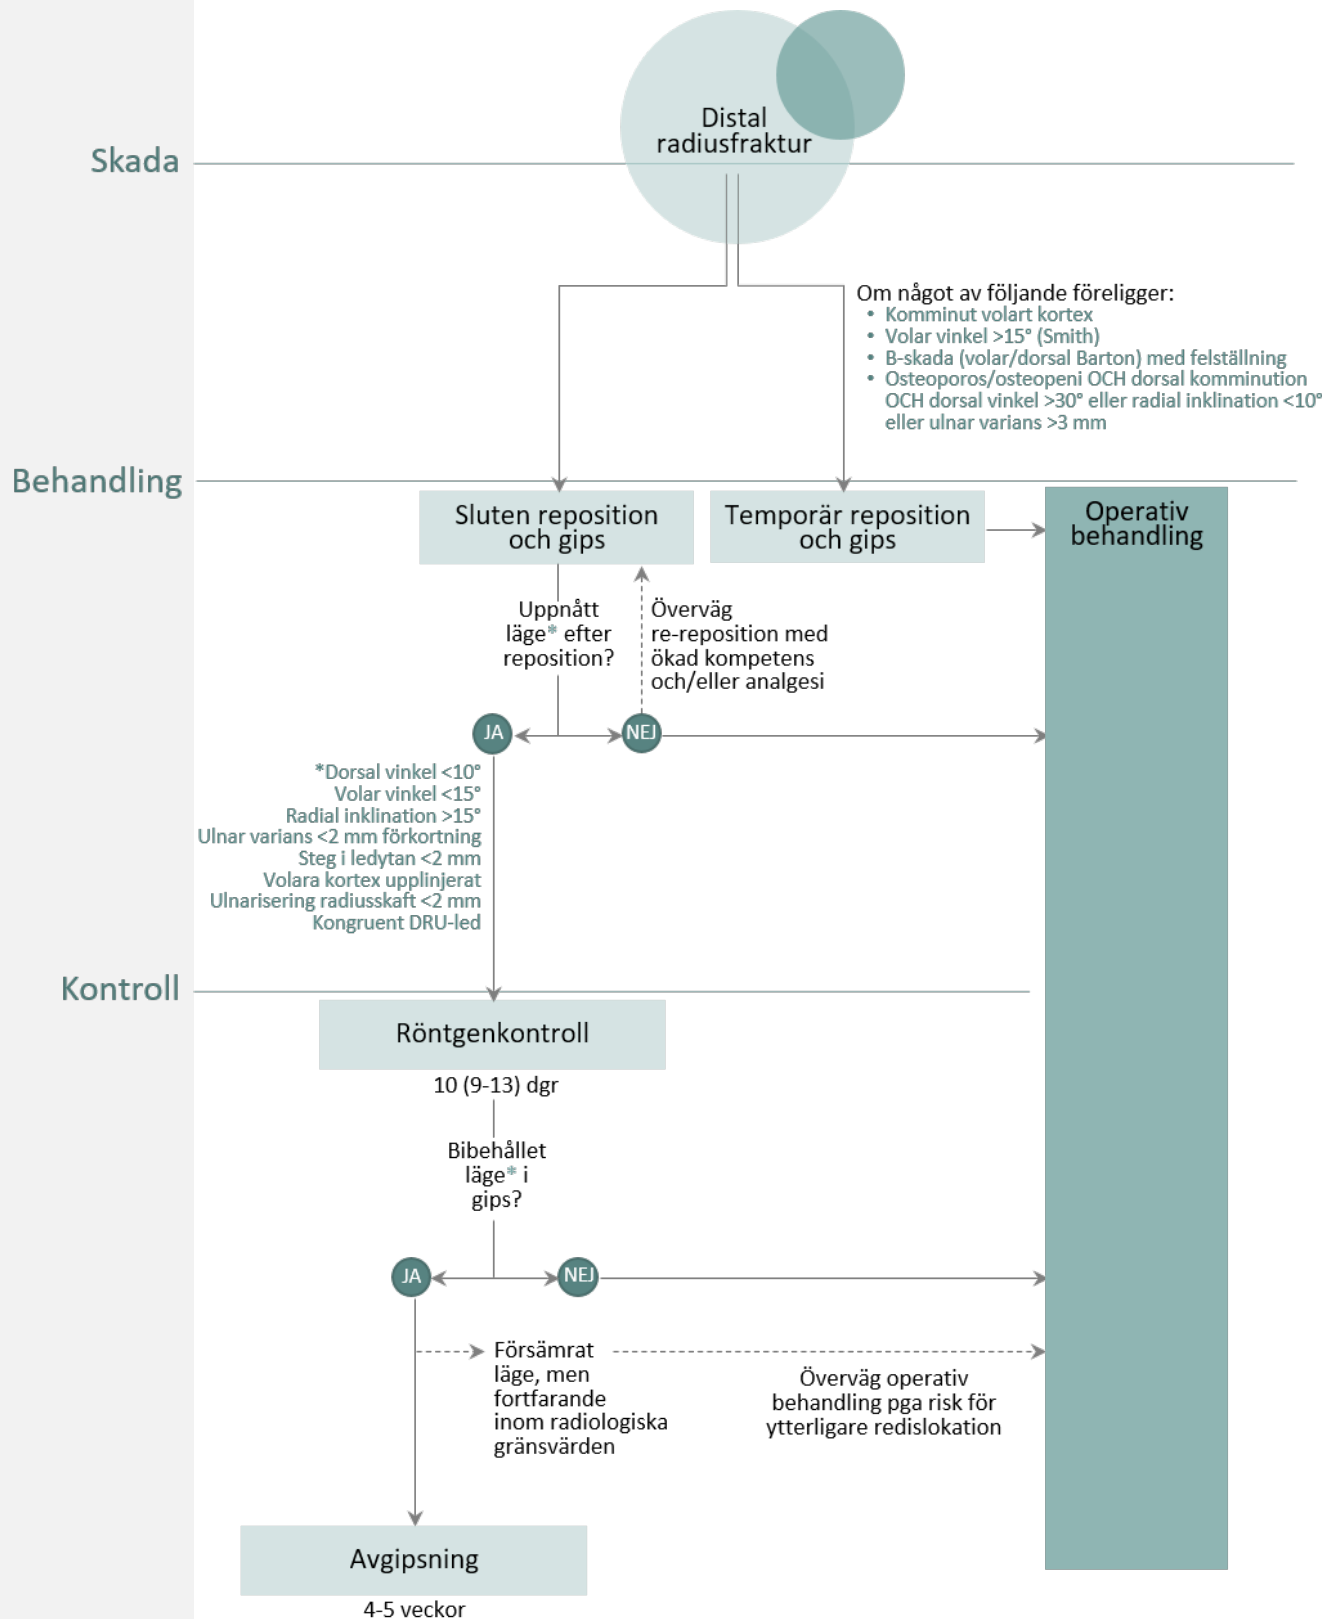 Distal
radiusfraktur
Skada
Om något av följande föreligger:
• Komminut volart kortex
• Volar vinkel >15° (Smith)
• B-skada (volar/dorsal Barton) med felställning
• Osteoporos/osteopeni OCH dorsal komminution
OCH dorsal vinkel >30° eller radial inklination <10°
eller ulnar varians >3 mm
Behandling
Sluten reposition
och gips
Temporär reposition
och gips
Operativ
behandling
Uppnått
läge* efter
reposition?
Överväg
re-reposition med
ökad kompetens
och/eller analgesi
JA
NEJ
*Dorsal vinkel <10°
Volar vinkel <15°
Radial inklination >15°
Ulnar varians <2 mm förkortning
Steg i ledytan <2 mm
Volara kortex upplinjerat
Ulnarisering radiusskaft <2 mm
Kongruent DRU-led
Kontroll
Röntgenkontroll
10 (9-13) dgr
Bibehållet
läge* i
gips?
JA
NEJ
Försämrat
läge, men
fortfarande
inom radiologiska
gränsvärden
Överväg operativ
behandling pga risk för
ytterligare redislokation
Avgipsning
4-5 veckor